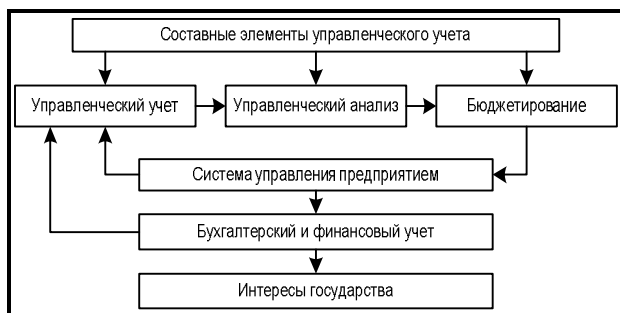 Составные элементы управленческого учета
Управленческий учет
Управленческий анализ
Бюджетирование
Система управления предприятием
Бухгалтерский и финансовый учет
Интересы государства